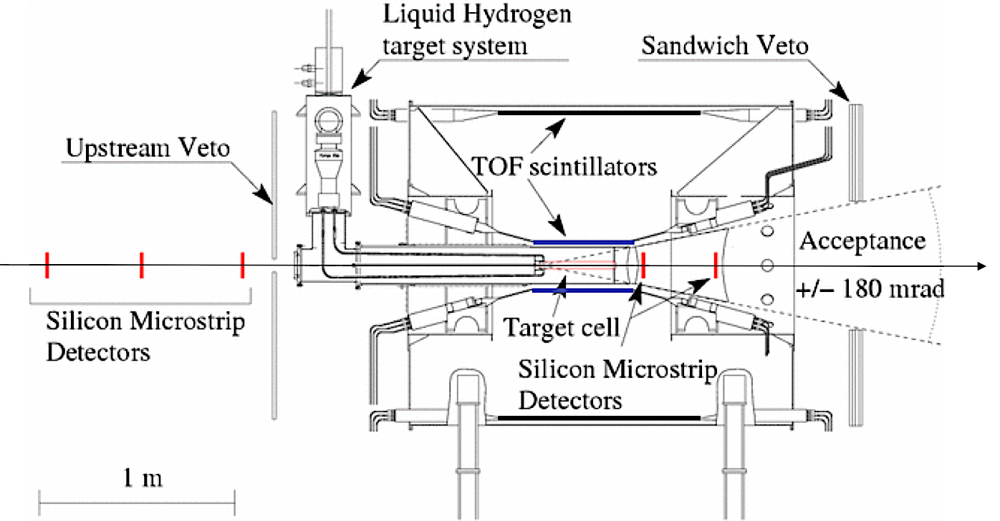 Liquid Hydrogen
target system
Sandwich Veto
Upstream Veto
TOF scintillators
Acceptance
+/− 180 mrad
Silicon Microstrip
Detectors
Target cell
Silicon Microstrip
Detectors
1 m